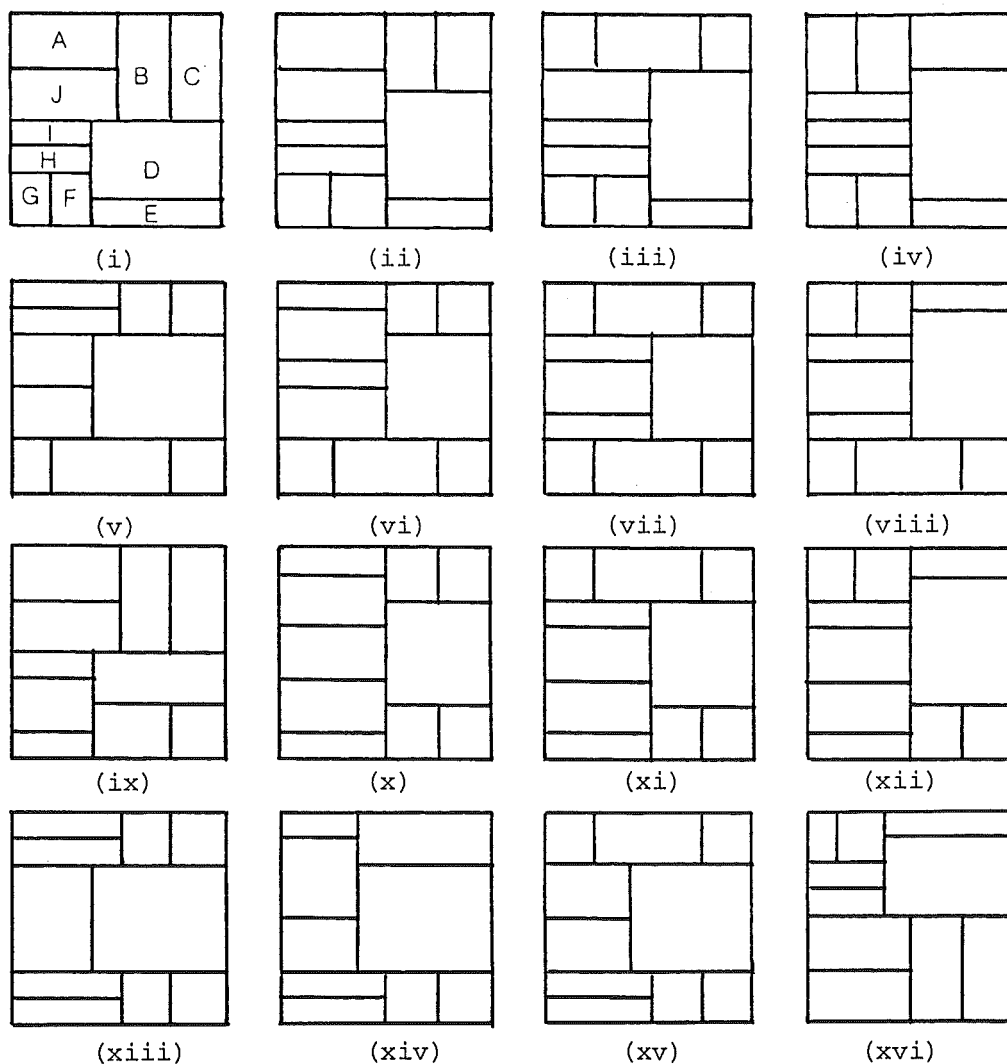 A B C
J
I
H D
G F E
(i) (ii) (iii) (iv)
(v) (vi) (vii) (viii)
(ix) (x) (xi) (xii)
(xiii) (xiv) (xv) (xvi)